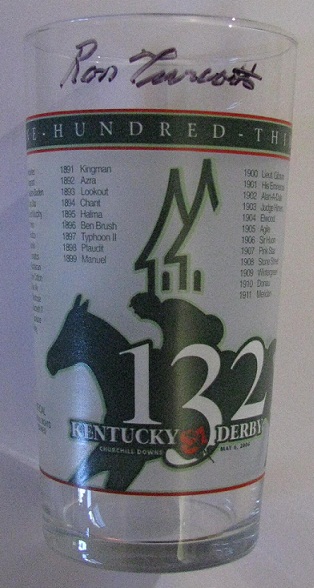 Ron Turcotte
E-HUNDRED-TH
1891 Kingman
1892 Azra
1893 Lookout
1894 Chant
1895 Halma
1896 Ben Brush
1897 Typhoon II
1898 Plaudit
1899 Manuel
1900 Lieut. Gibson
1901 His Eminence
1902 Alan-A-Dale
1903 Judge Himes
1904 Elwood
1905 Agile
1906 Sir Huon
1907 Pink Star
1908 Stone Street
1909 Wintergreen
1910 Donau
1911 Meridian
132
KENTUCKY DERBY
CHURCHILL DOWNS MAY 6, 2006